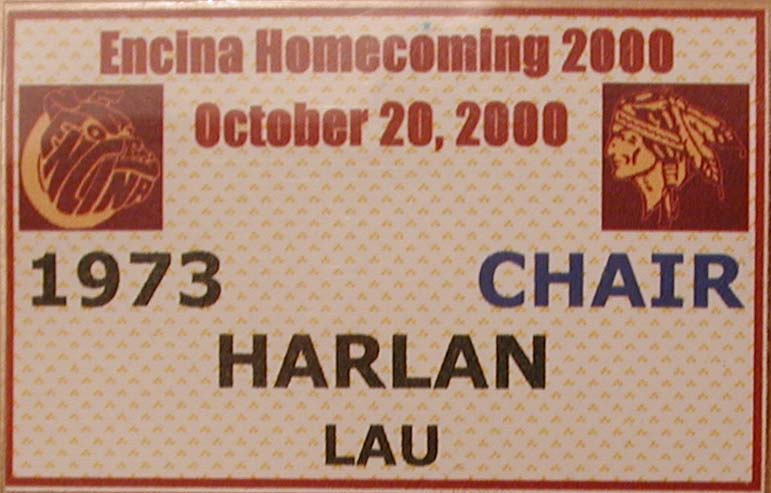 Encina Homecoming 2000
October 20, 2000
ENCINA
1973
CHAIR
HARLAN
LAU